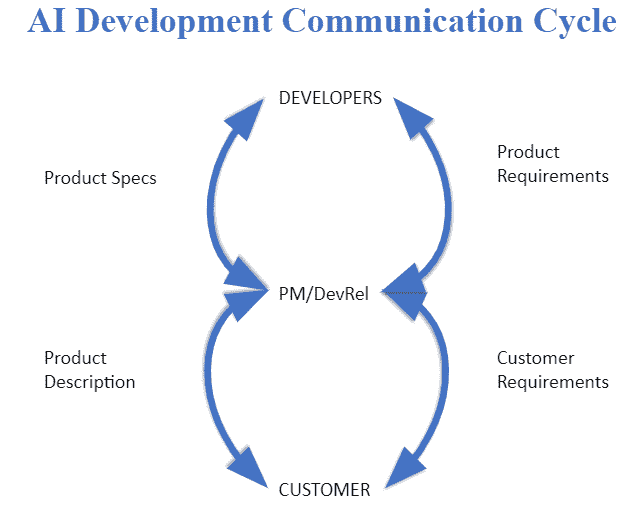 AI Development Communication Cycle
DEVELOPERS
Product Specs
Product
Requirements
PM/DevRel
Product
Description
Customer
Requirements
CUSTOMER